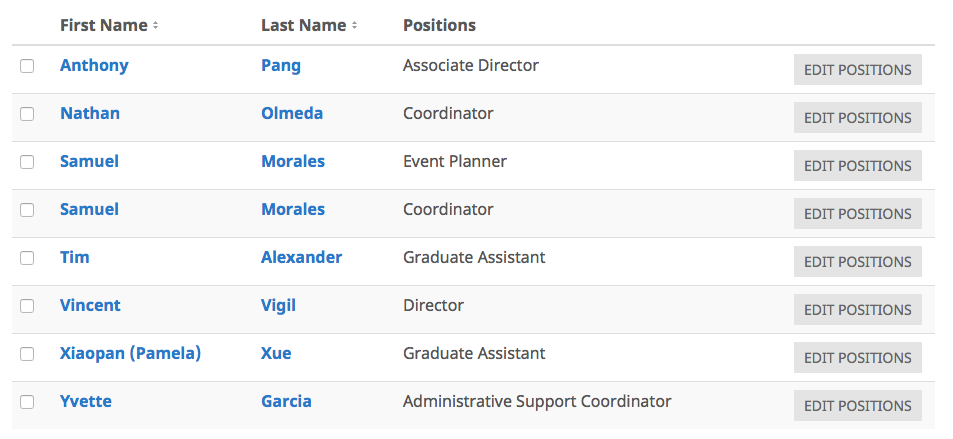 First Name Last Name Positions
Anthony Pang Associate Director EDIT POSITIONS
Nathan Olmeda Coordinator EDIT POSITIONS
Samuel Morales Event Planner EDIT POSITIONS
Samuel Morales Coordinator EDIT POSITIONS
Tim Alexander Graduate Assistant EDIT POSITIONS
Vincent Vigil Director EDIT POSITIONS
Xiaopan (Pamela) Xue Graduate Assistant EDIT POSITIONS
Yvette Garcia Administrative Support Coordinator EDIT POSITIONS